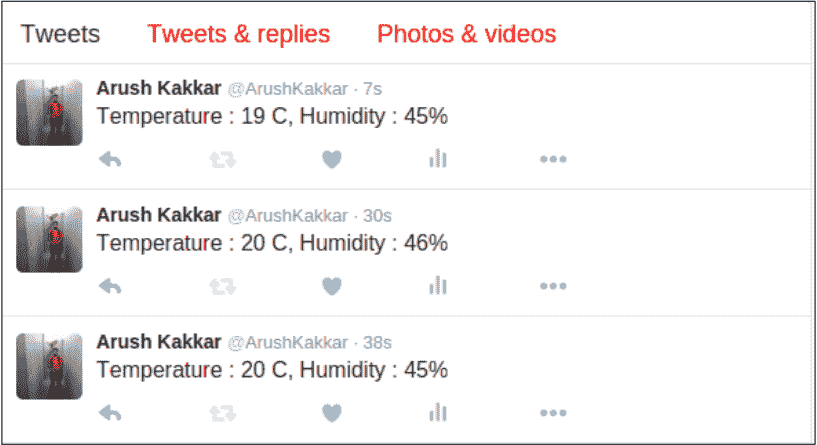 Tweets Tweets & replies Photos & videos
Arush Kakkar @ArushKakkar · 7s
Temperature : 19 C, Humidity : 45%
Arush Kakkar @ArushKakkar · 30s
Temperature : 20 C, Humidity : 46%
Arush Kakkar @ArushKakkar · 38s
Temperature : 20 C, Humidity : 45%